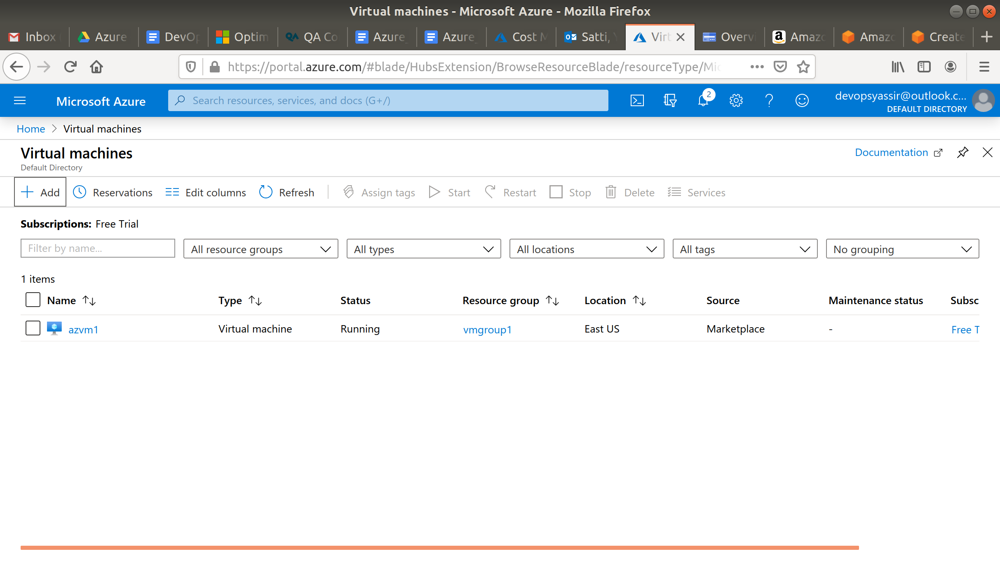 Virtual machines - Microsoft Azure - Mozilla Firefox
Inbox Azure DevOp Optim QA Co Azure_ Azure_ Cost M Satti, Y Virt Overvi Amazo Amazo Create
https://portal.azure.com/#blade/HubsExtension/BrowseResourceBlade/resourceType/Mic
Microsoft Azure
Search resources, services, and docs (G+/)
2
devopsyassir@outlook.c...
DEFAULT DIRECTORY
Home > Virtual machines
Virtual machines
Default Directory
Documentation
Add Reservations Edit columns Refresh Assign tags Start Restart Stop Delete Services
Subscriptions: Free Trial
Filter by name... All resource groups All types All locations All tags No grouping
1 items
Name Type Status Resource group Location Source Maintenance status Subsc
azvm1 Virtual machine Running vmgroup1 East US Marketplace - Free T